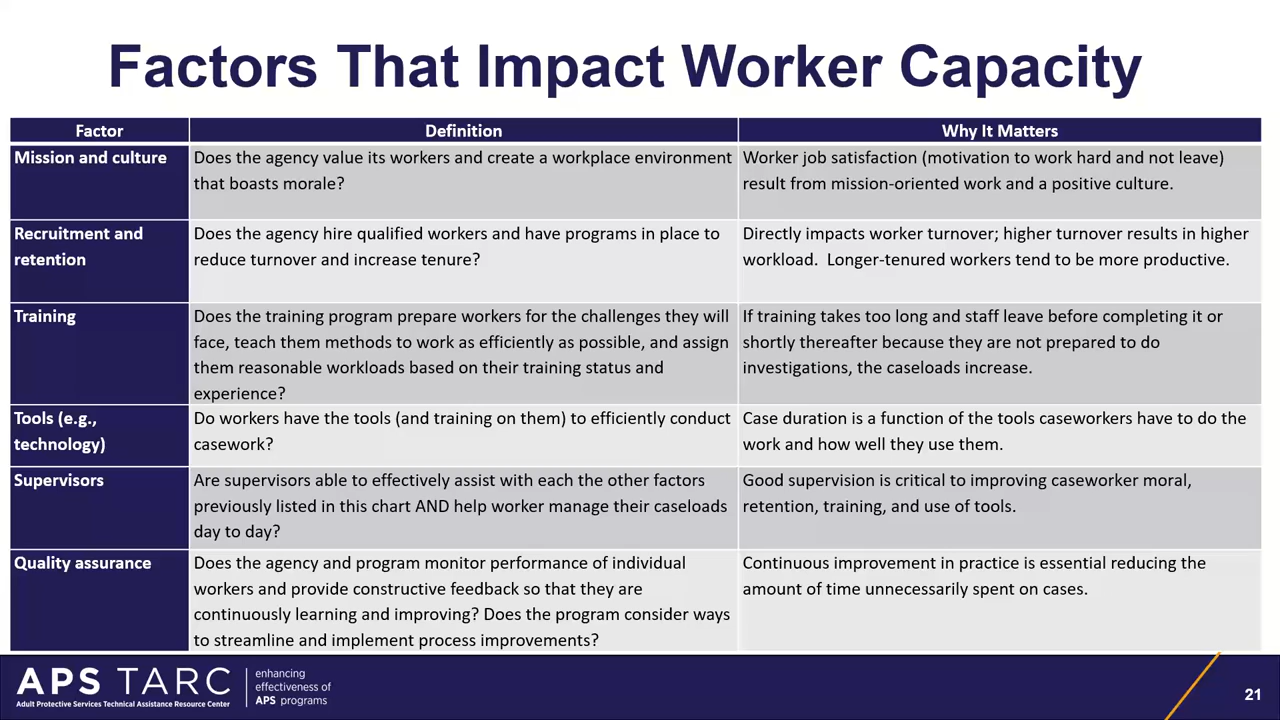 Factors That Impact Worker Capacity
Factor
Definition
Why It Matters
Mission and culture
Does the agency value its workers and create a workplace environment
that boasts morale?
Worker job satisfaction (motivation to work hard and not leave)
result from mission-oriented work and a positive culture.
Recruitment and
retention
Does the agency hire qualified workers and have programs in place to
reduce turnover and increase tenure?
Directly impacts worker turnover; higher turnover results in higher
workload.  Longer-tenured workers tend to be more productive.
Training
Does the training program prepare workers for the challenges they will
face, teach them methods to work as efficiently as possible, and assign
them reasonable workloads based on their training status and
experience?
If training takes too long and staff leave before completing it or
shortly thereafter because they are not prepared to do
investigations, the caseloads increase.
Tools (e.g.,
technology)
Do workers have the tools (and training on them) to efficiently conduct
casework?
Case duration is a function of the tools caseworkers have to do the
work and how well they use them.
Supervisors
Are supervisors able to effectively assist with each the other factors
previously listed in this chart AND help worker manage their caseloads
day to day?
Good supervision is critical to improving caseworker moral,
retention, training, and use of tools.
Quality assurance
Does the agency and program monitor performance of individual
workers and provide constructive feedback so that they are
continuously learning and improving? Does the program consider ways
to streamline and implement process improvements?
Continuous improvement in practice is essential reducing the
amount of time unnecessarily spent on cases.
APS TARC
Adult Protective Services Technical Assistance Resource Center
enhancing
effectiveness of
APS programs
21